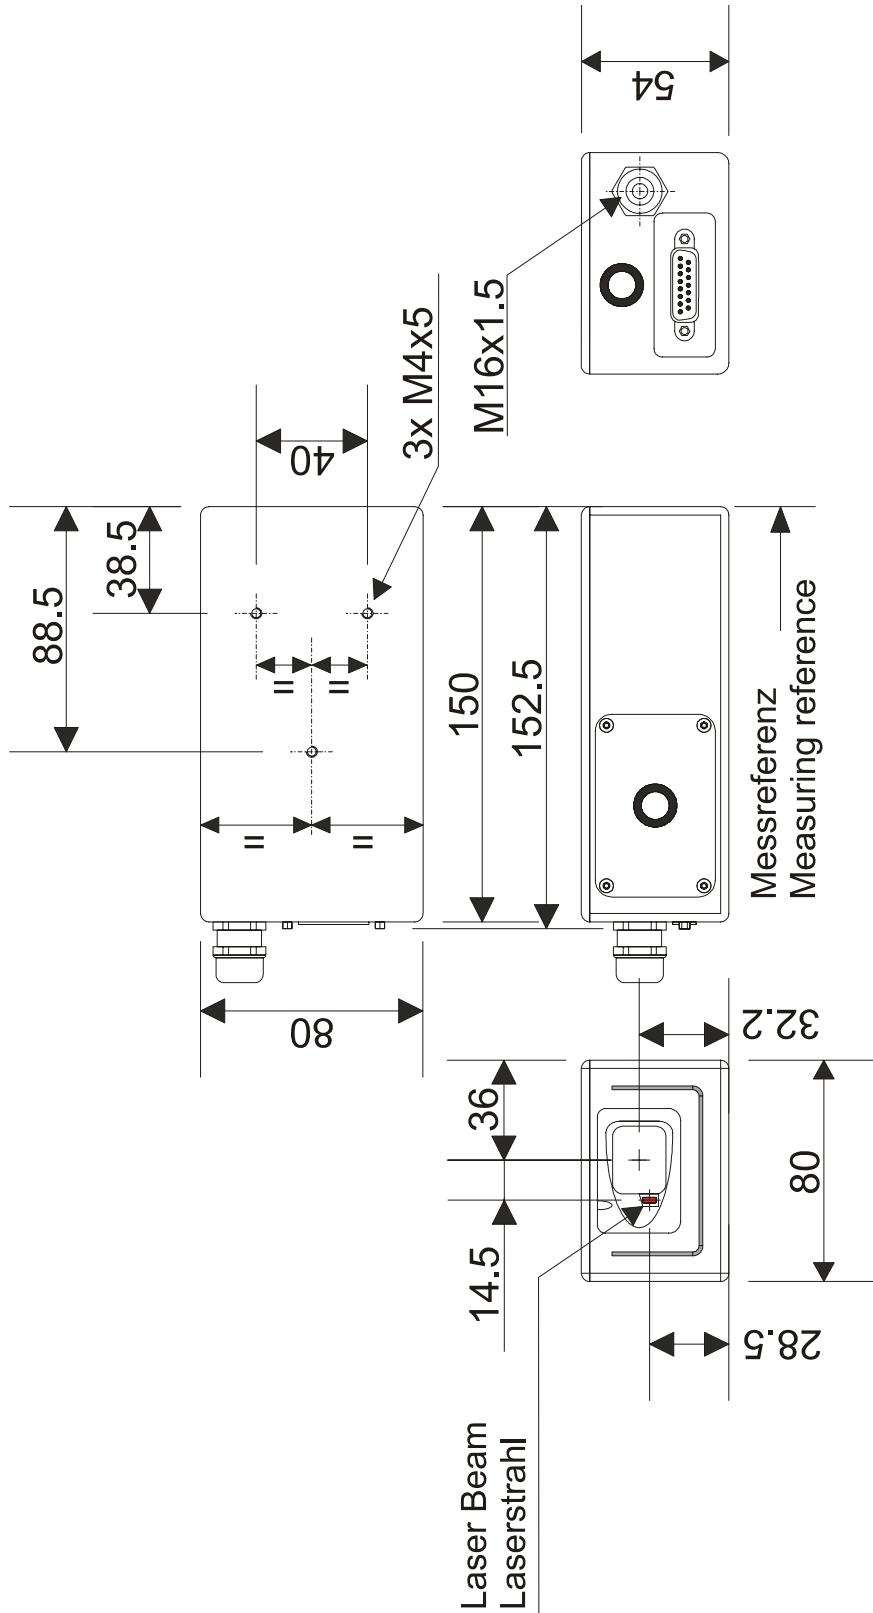 54
M16x1.5
3x M4x5
40
38.5
88.5
=
=
=
=
150
152.5
Messreferenz
Measuring reference
80
32.2
36
80
14.5
28.5
Laser Beam
Laserstrahl